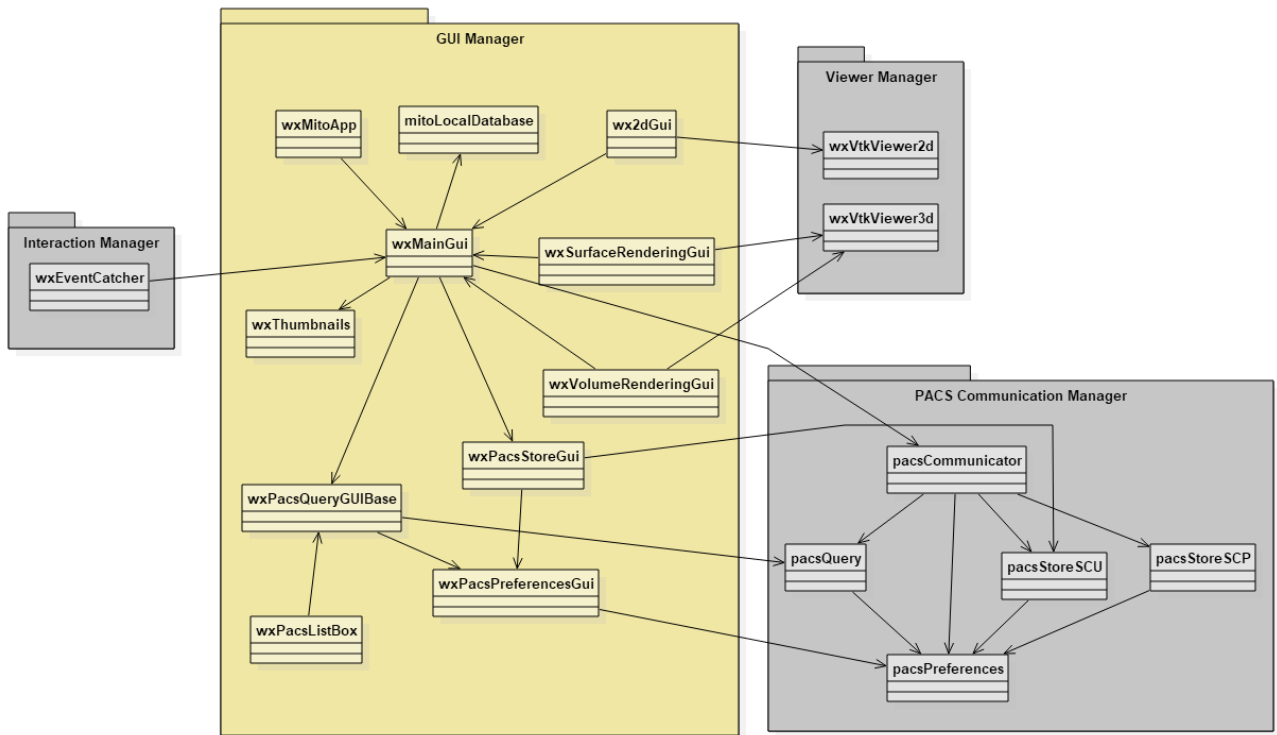 GUI Manager
Viewer Manager
wxMitoApp
mitoLocalDatabase
wx2dGui
wxVtkViewer2d
wxVtkViewer3d
Interaction Manager
wxEventCatcher
wxMainGui
wxSurfaceRenderingGui
wxThumbnails
wxVolumeRenderingGui
PACS Communication Manager
wxPacsStoreGui
pacsCommunicator
wxPacsQueryGUIBase
pacsQuery
pacsStoreSCU
pacsStoreSCP
wxPacsPreferencesGui
wxPacsListBox
pacsPreferences